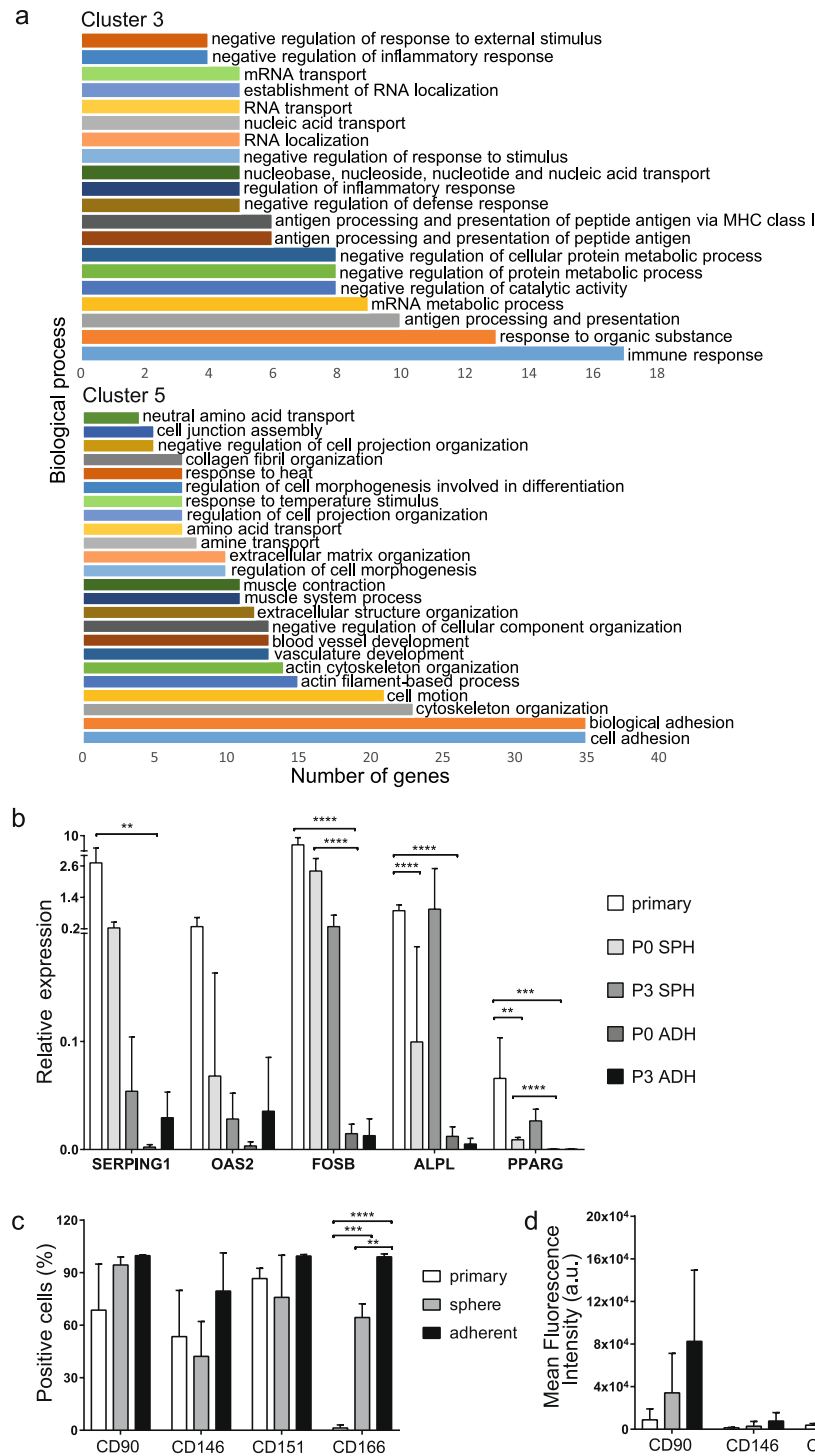 a
Cluster 3
negative regulation of response to external stimulus
negative regulation of inflammatory response
mRNA transport
establishment of RNA localization
RNA transport
nucleic acid transport
RNA localization
negative regulation of response to stimulus
nucleobase, nucleoside, nucleotide and nucleic acid transport
regulation of inflammatory response
negative regulation of defense response
antigen processing and presentation of peptide antigen via MHC class I
antigen processing and presentation of peptide antigen
negative regulation of cellular protein metabolic process
negative regulation of protein metabolic process
negative regulation of catalytic activity
mRNA metabolic process
antigen processing and presentation
response to organic substance
immune response
0 2 4 6 8 10 12 14 16 18
Biological process
Cluster 5
neutral amino acid transport
cell junction assembly
negative regulation of cell projection organization
collagen fibril organization
response to heat
regulation of cell morphogenesis involved in differentiation
response to temperature stimulus
regulation of cell projection organization
amino acid transport
amine transport
extracellular matrix organization
regulation of cell morphogenesis
muscle contraction
muscle system process
extracellular structure organization
negative regulation of cellular component organization
blood vessel development
vasculature development
actin cytoskeleton organization
actin filament-based process
cell motion
cytoskeleton organization
biological adhesion
cell adhesion
0 5 10 15 20 25 30 35 40
Number of genes
b
Relative expression
10
2.6
1.4
0.2
0.1
0.0
**
****
****
****
****
***
**
****
SERPING1 OAS2 FOSB ALPL PPARG
primary
P0 SPH
P3 SPH
P0 ADH
P3 ADH
c
Positive cells (%)
120
90
60
30
0
****
***
**
CD90 CD146 CD151 CD166
primary
sphere
adherent
d
Mean Fluorescence
Intensity (a.u.)
20x10⁴
16x10⁴
12x10⁴
8x10⁴
4x10⁴
0
CD90 CD146 C